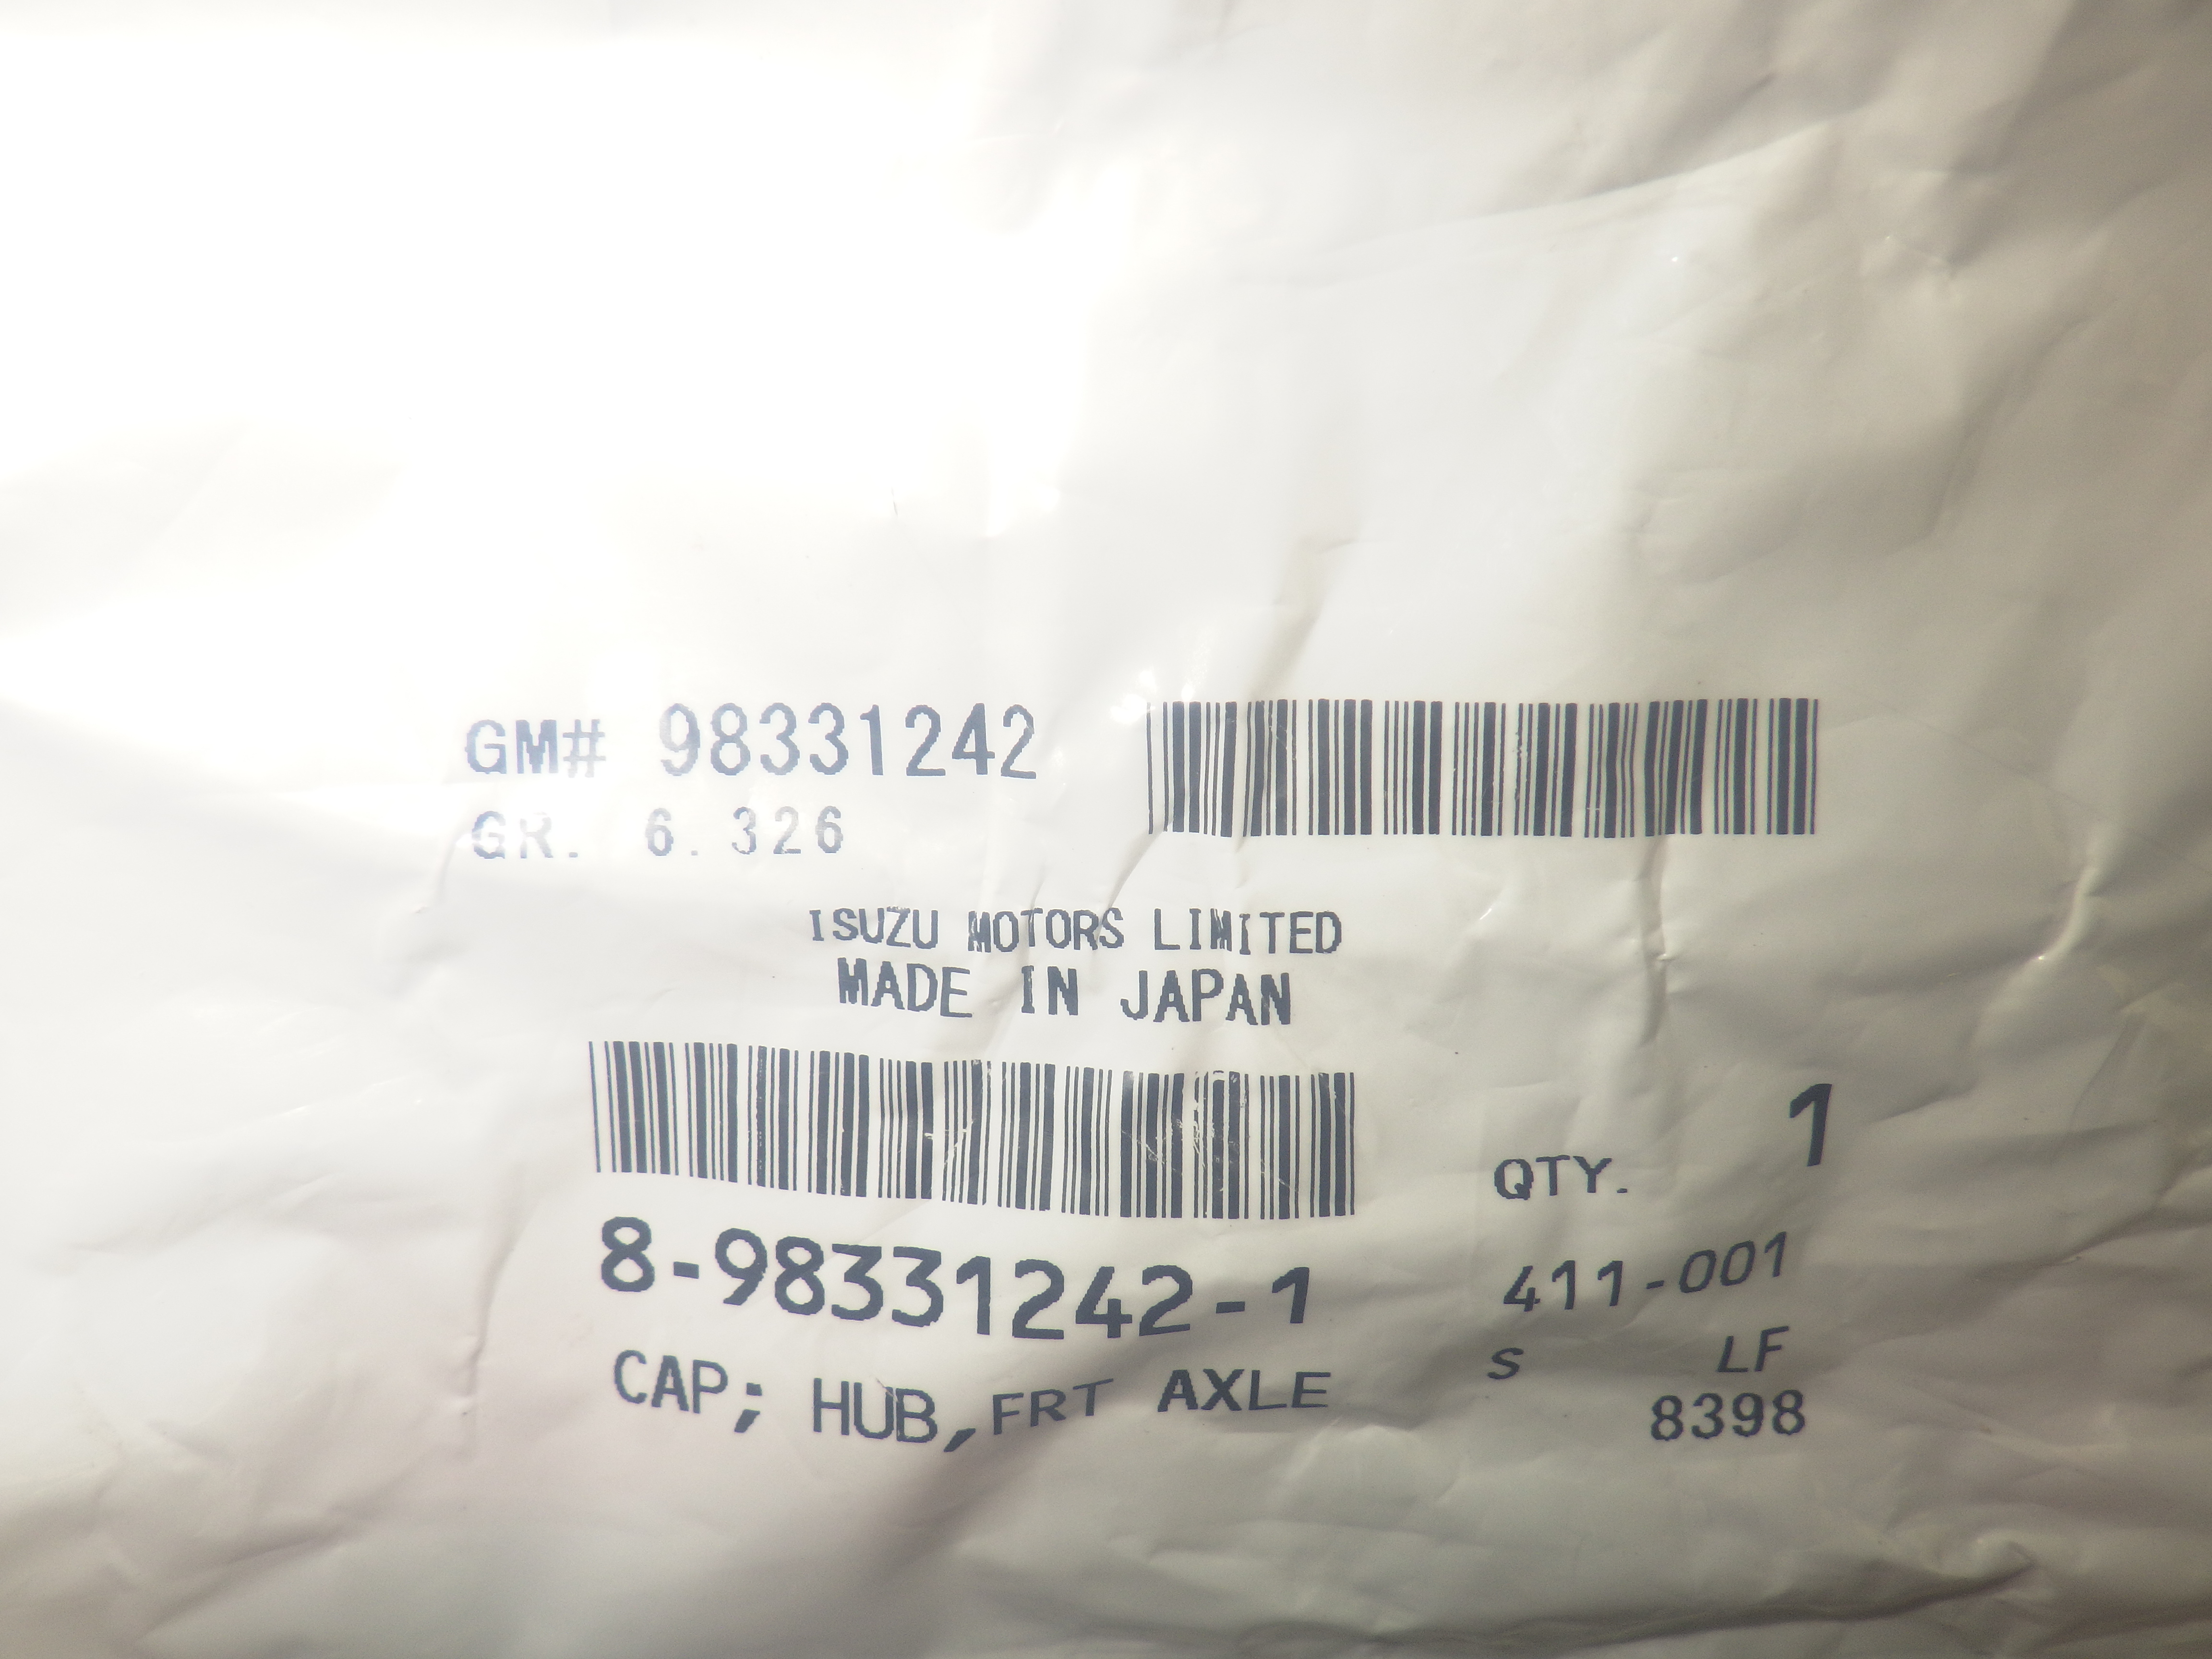 GM# 98331242
GR. 6.326
ISUZU MOTORS LIMITED
MADE IN JAPAN
QTY. 1
8-98331242-1
411-001
CAP; HUB,FRT AXLE
S LF
8398